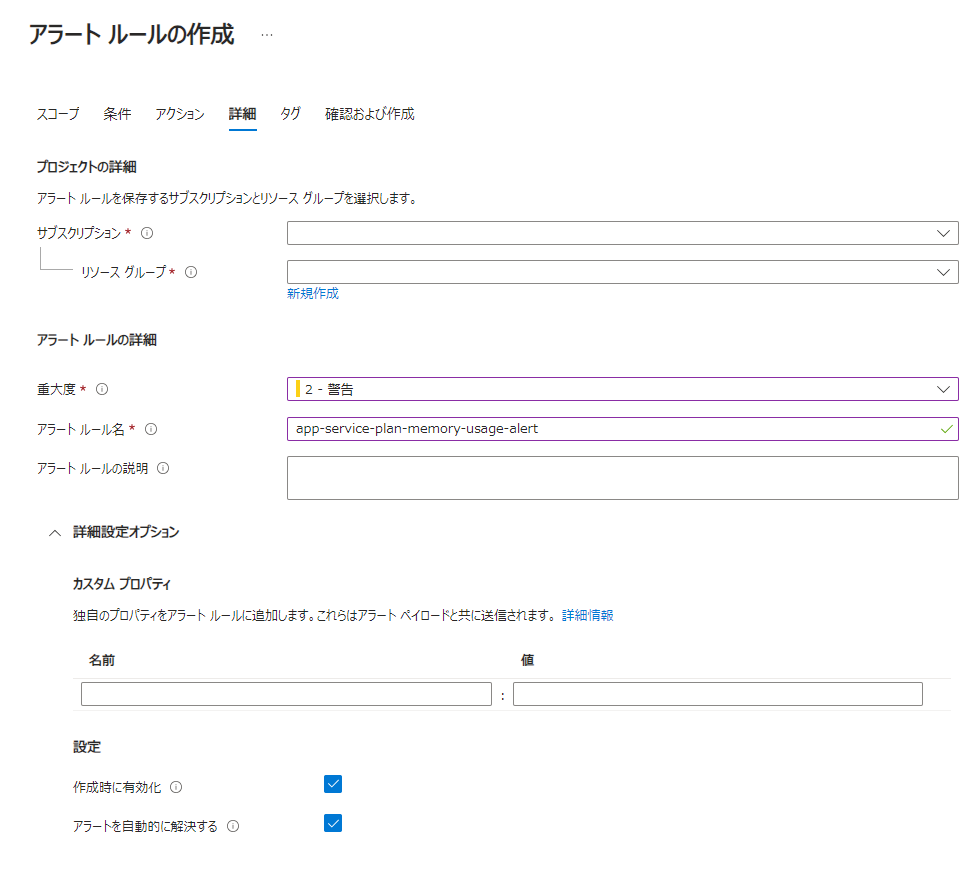 アラート ルールの作成 …
スコープ 条件 アクション 詳細 タグ 確認および作成
プロジェクトの詳細
アラート ルールを保存するサブスクリプションとリソース グループを選択します。
サブスクリプション *
リソース グループ *
新規作成
アラート ルールの詳細
重大度 * 2 - 警告
アラート ルール名 * app-service-plan-memory-usage-alert
アラート ルールの説明
詳細設定オプション
カスタム プロパティ
独自のプロパティをアラート ルールに追加します。これらはアラート ペイロードと共に送信されます。 詳細情報
名前 値
:
設定
作成時に有効化
アラートを自動的に解決する